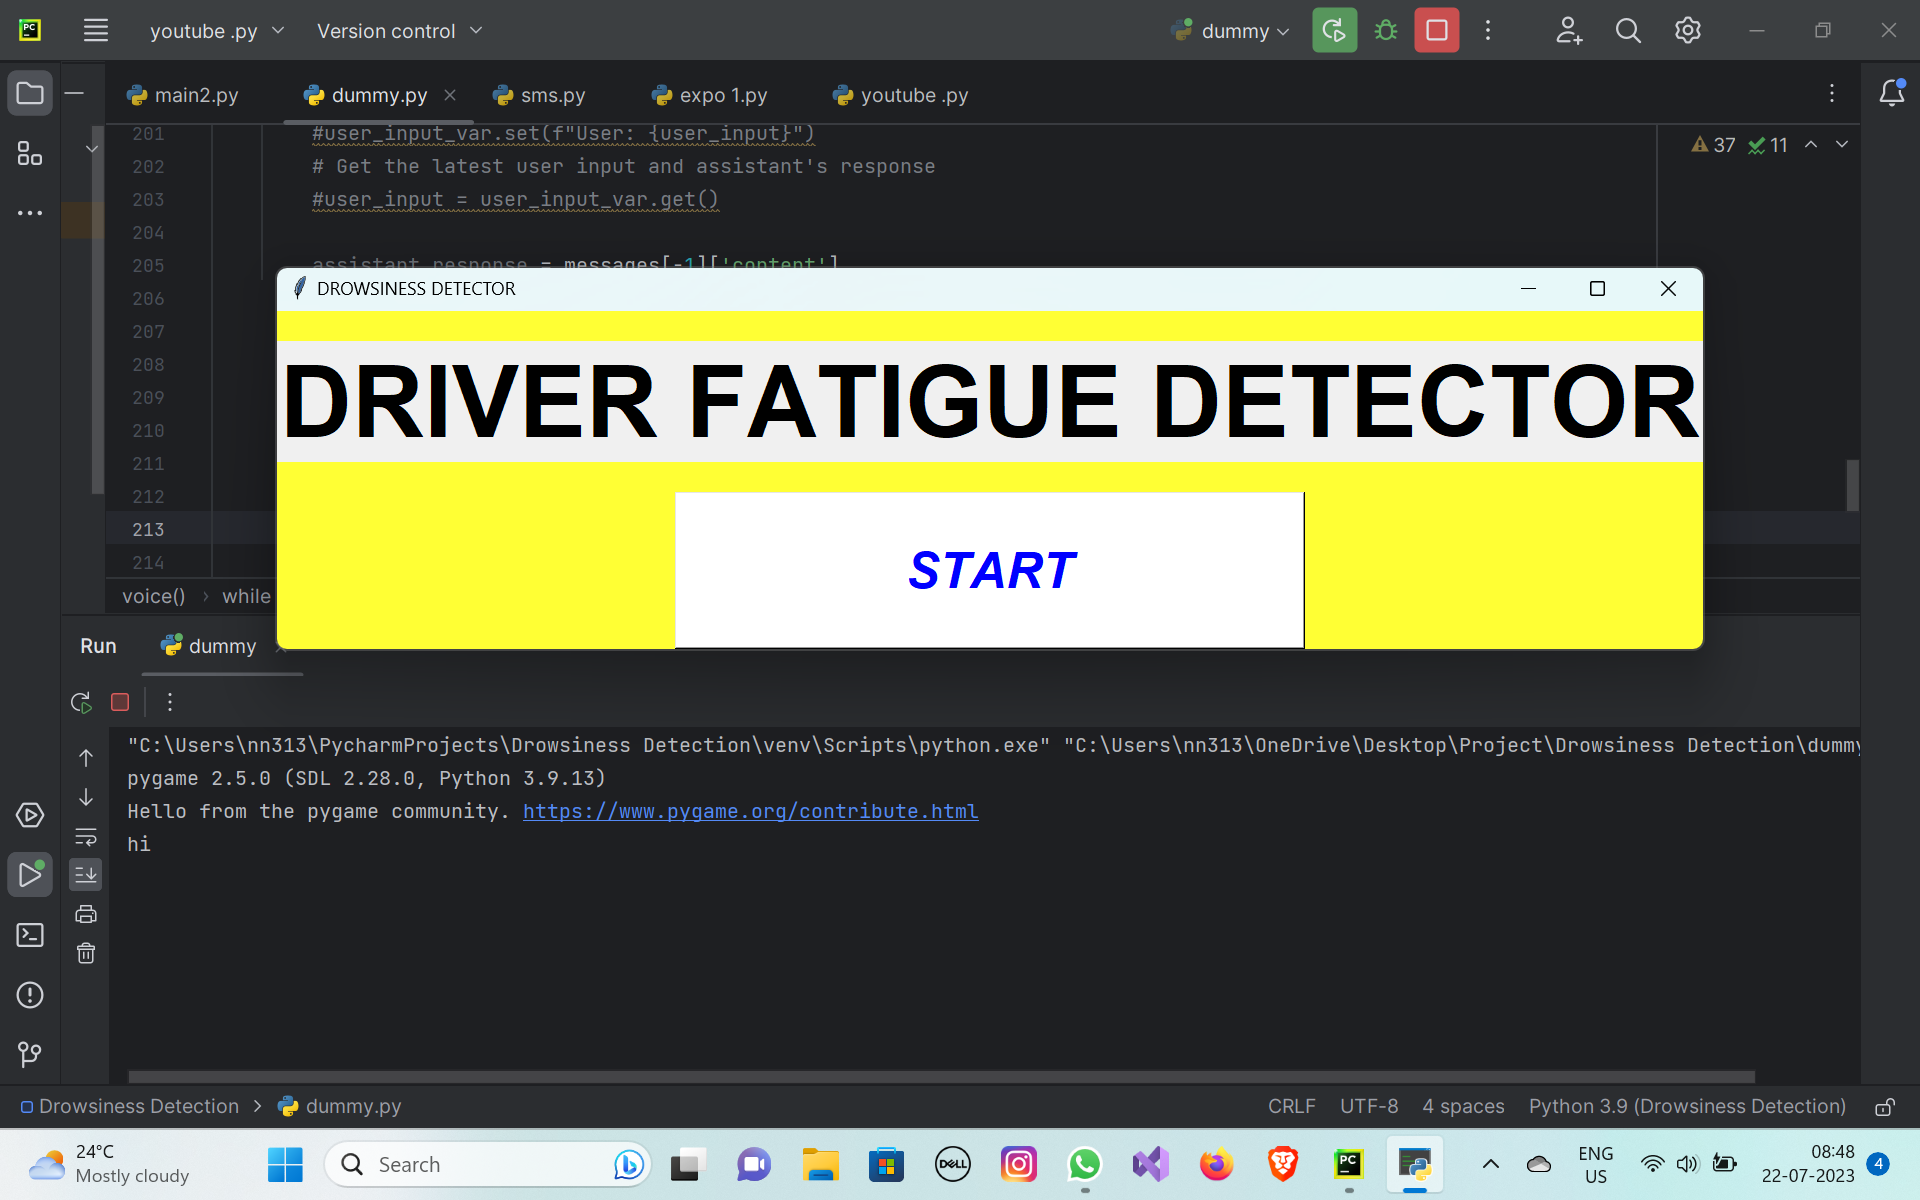 youtube .py
Version control
dummy
main2.py
dummy.py
sms.py
expo 1.py
youtube .py
201 #user_input_var.set(f"User: {user_input}")
202 # Get the latest user input and assistant's response
203 #user_input = user_input_var.get()
204
205 assistant_response = messages[-1]['content']
206
207
208
209
210
211
212
213
214
37 11
DROWSINESS DETECTOR
DRIVER FATIGUE DETECTOR
START
voice() › while
Run dummy
"C:\Users\nn313\PycharmProjects\Drowsiness Detection\venv\Scripts\python.exe" "C:\Users\nn313\OneDrive\Desktop\Project\Drowsiness Detection\dummy
pygame 2.5.0 (SDL 2.28.0, Python 3.9.13)
Hello from the pygame community. https://www.pygame.org/contribute.html
hi
Drowsiness Detection > dummy.py
CRLF UTF-8 4 spaces Python 3.9 (Drowsiness Detection)
24°C
Mostly cloudy
Search
DELL
PC
ENG
US
08:48
22-07-2023
4